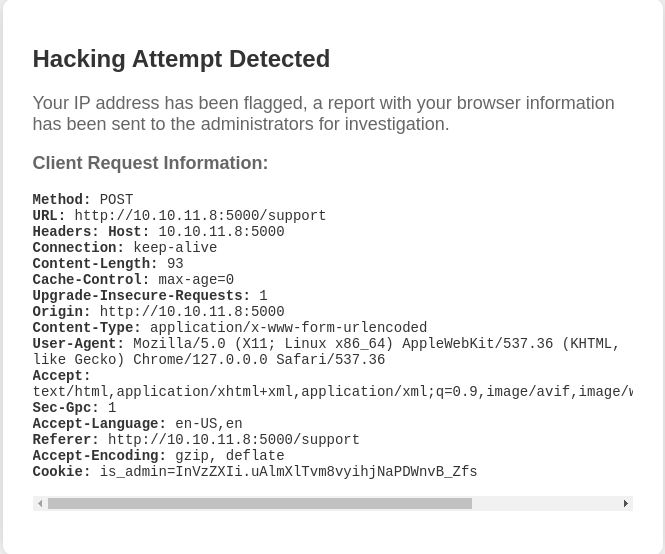 Hacking Attempt Detected
Your IP address has been flagged, a report with your browser information
has been sent to the administrators for investigation.
Client Request Information:
Method: POST
URL: http://10.10.11.8:5000/support
Headers: Host: 10.10.11.8:5000
Connection: keep-alive
Content-Length: 93
Cache-Control: max-age=0
Upgrade-Insecure-Requests: 1
Origin: http://10.10.11.8:5000
Content-Type: application/x-www-form-urlencoded
User-Agent: Mozilla/5.0 (X11; Linux x86_64) AppleWebKit/537.36 (KHTML,
like Gecko) Chrome/127.0.0.0 Safari/537.36
Accept:
text/html,application/xhtml+xml,application/xml;q=0.9,image/avif,image/w
Sec-Gpc: 1
Accept-Language: en-US,en
Referer: http://10.10.11.8:5000/support
Accept-Encoding: gzip, deflate
Cookie: is_admin=InVzZXIi.uAlmXlTvm8vyihjNaPDWnvB_Zfs